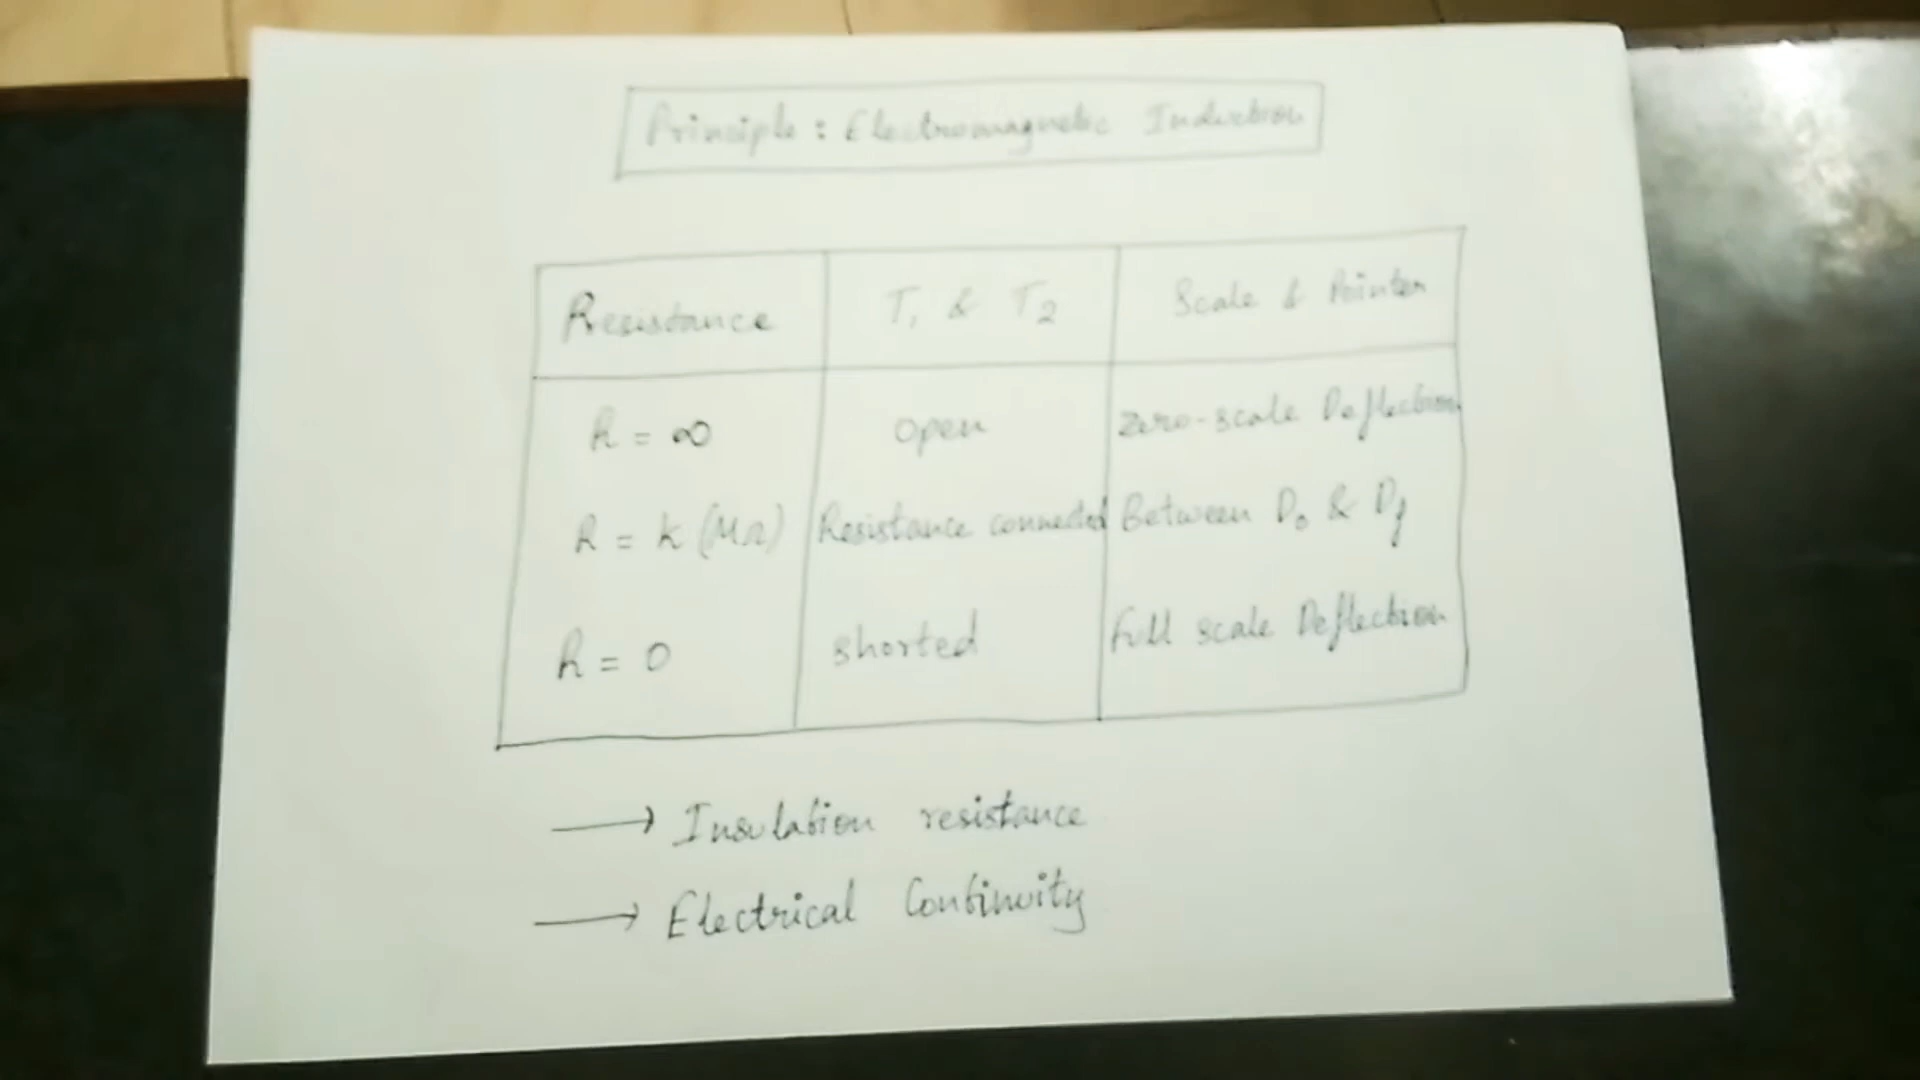 Principle : Electromagnetic Induction
Resistance T1 & T2 Scale & Pointer
R = ∞ open zero-scale Deflection
R = k (MΩ) Resistance connected Between D0 & Df
R = 0 shorted Full scale Deflection
→ Insulation resistance
→ Electrical Continuity